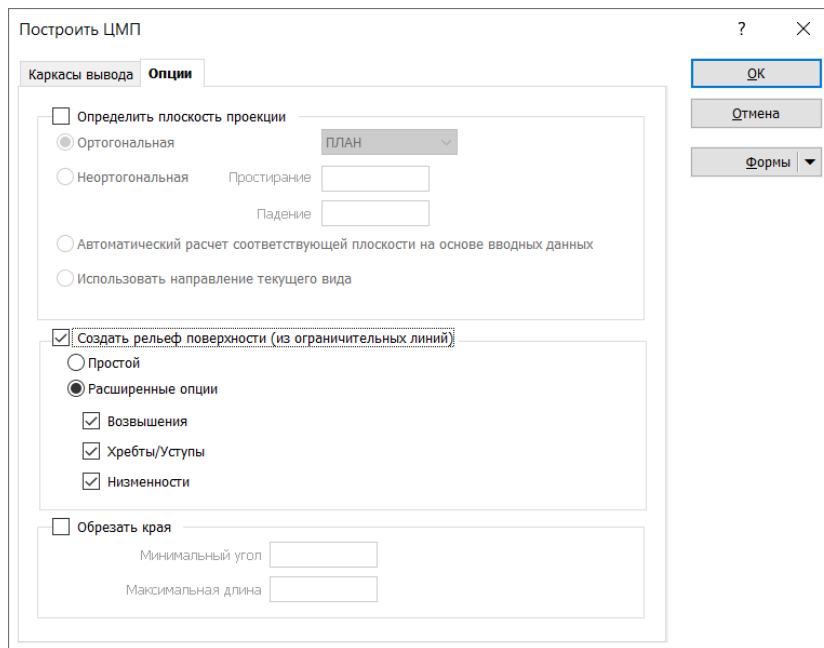 Построить ЦМП
?
Каркасы вывода Опции
OK
Отмена
Формы
Определить плоскость проекции
Ортогональная ПЛАН
Неортогональная Простирание
Падение
Автоматический расчет соответствующей плоскости на основе вводных данных
Использовать направление текущего вида
Создать рельеф поверхности (из ограничительных линий)
Простой
Расширенные опции
Возвышения
Хребты/Уступы
Низменности
Обрезать края
Минимальный угол
Максимальная длина